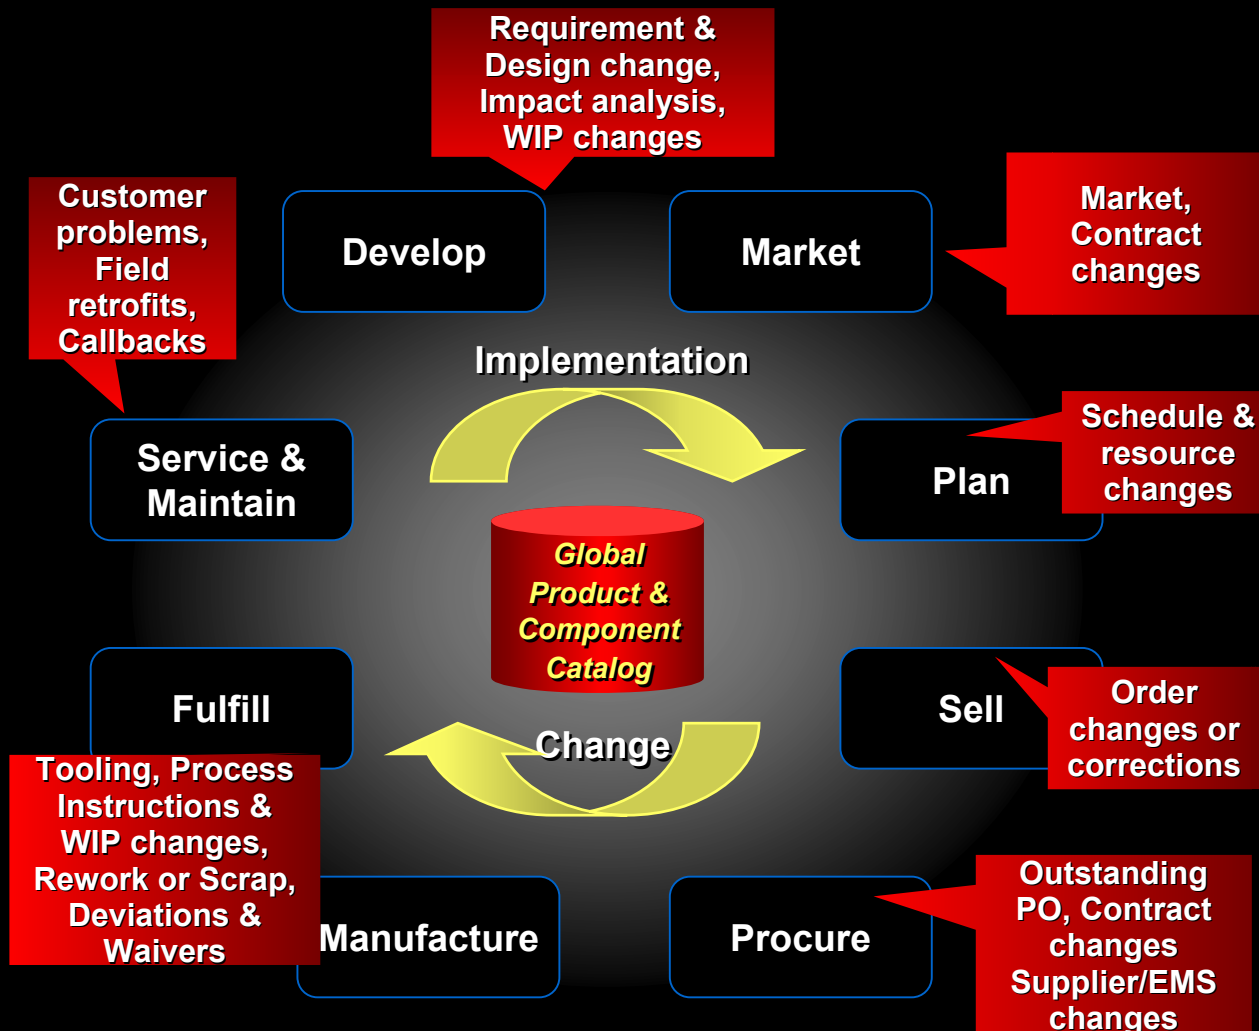 Requirement &
Design change,
Impact analysis,
WIP changes
Customer
problems,
Field
retrofits,
Callbacks
Develop
Market
Market,
Contract
changes
Implementation
Service &
Maintain
Plan
Schedule &
resource
changes
Global
Product &
Component
Catalog
Fulfill
Sell
Order
changes or
corrections
Change
Tooling, Process
Instructions &
WIP changes,
Rework or Scrap,
Deviations &
Waivers
Manufacture
Procure
Outstanding
PO, Contract
changes
Supplier/EMS
changes